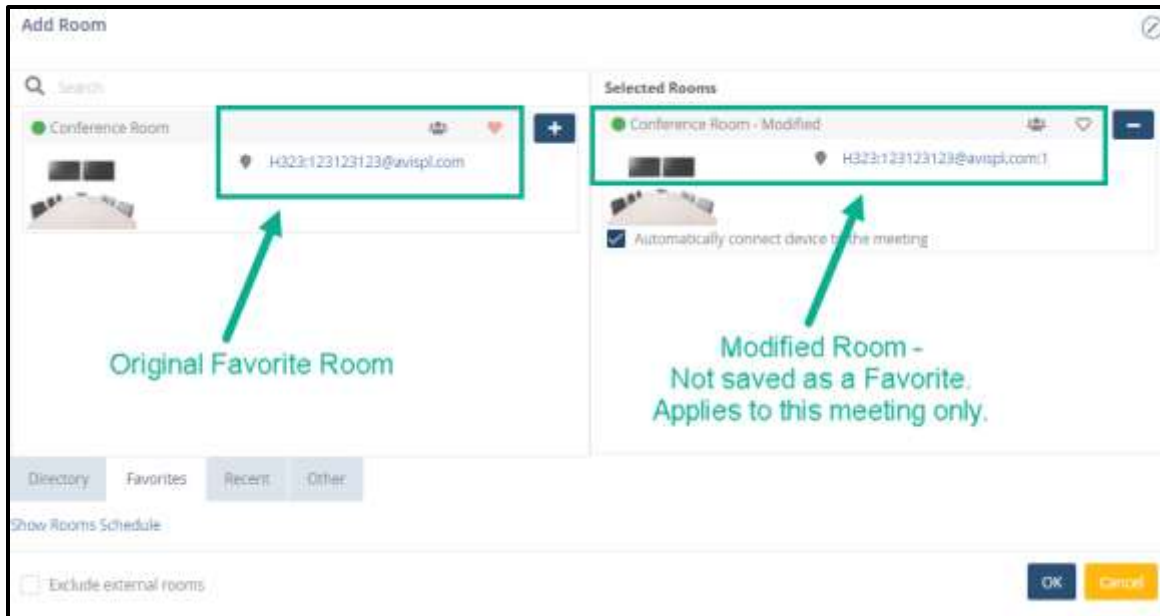 Add Room
Search
Selected Rooms
Conference Room
H323:123123123@avispl.com
Conference Room - Modified
H323:123123123@avispl.com:1
Automatically connect device to the meeting
Original Favorite Room
Modified Room -
Not saved as a Favorite.
Applies to this meeting only.
Directory Favorites Recent Other
Show Rooms Schedule
Exclude external rooms
OK Cancel